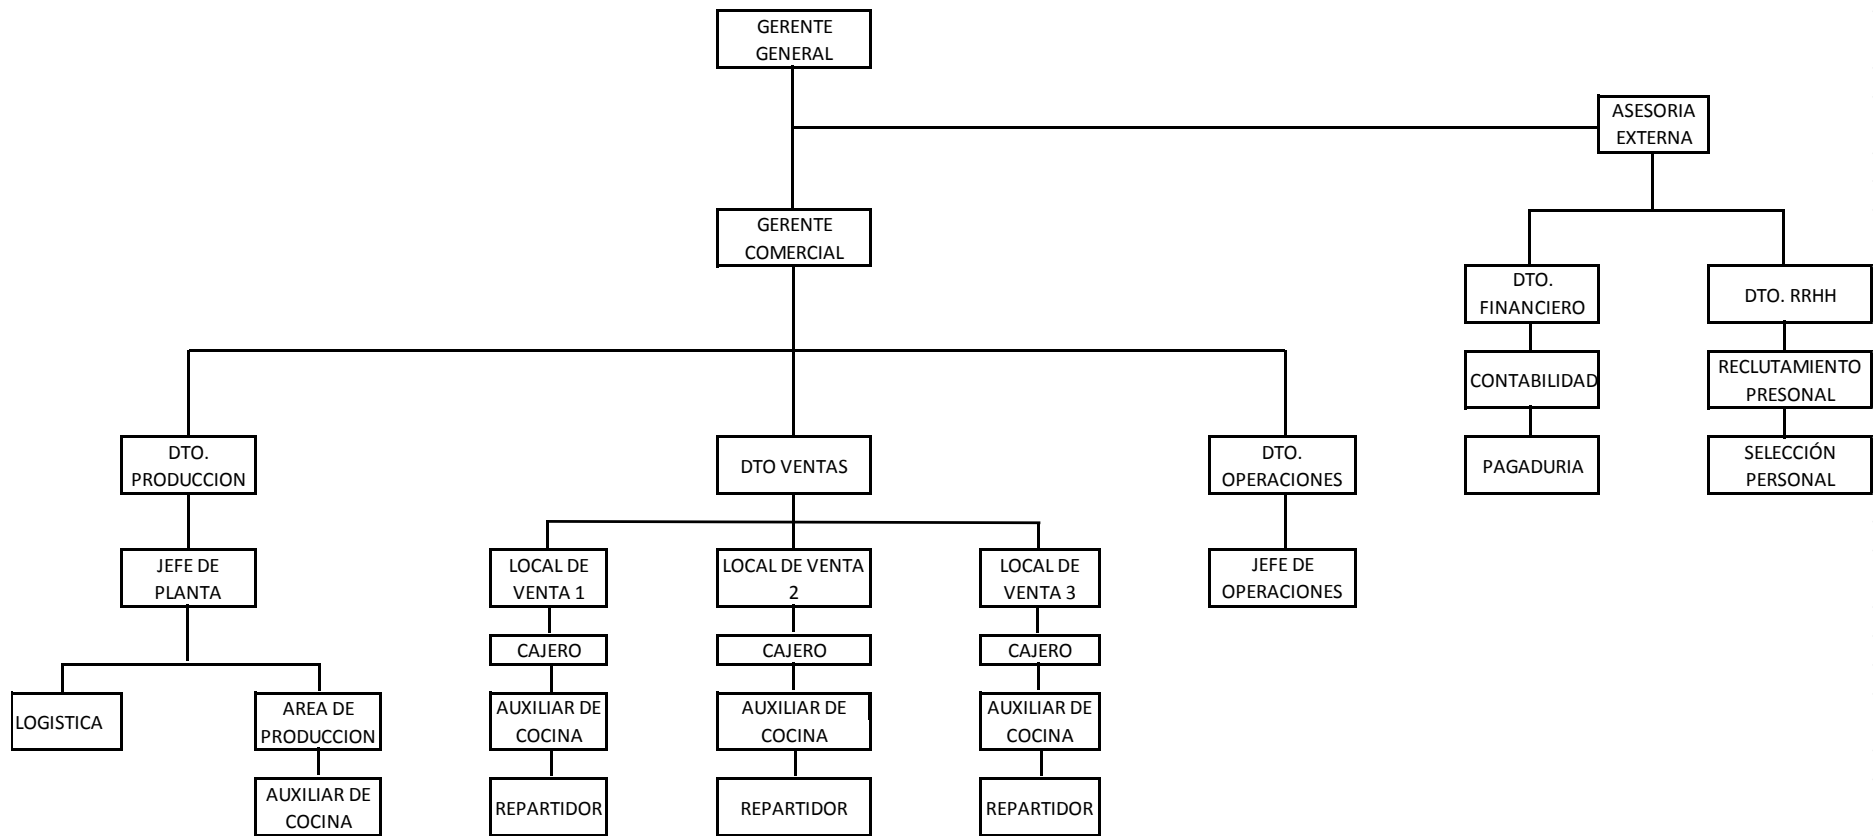 GERENTE
GENERAL
ASESORIA
EXTERNA
GERENTE
COMERCIAL
DTO.
FINANCIERO
DTO. RRHH
CONTABILIDAD
RECLUTAMIENTO
PRESONAL
DTO.
PRODUCCION
DTO VENTAS
DTO.
OPERACIONES
PAGADURIA
SELECCIÓN
PERSONAL
JEFE DE
PLANTA
LOCAL DE
VENTA 1
LOCAL DE VENTA
2
LOCAL DE
VENTA 3
JEFE DE
OPERACIONES
CAJERO
CAJERO
CAJERO
LOGISTICA
AREA DE
PRODUCCION
AUXILIAR DE
COCINA
AUXILIAR DE
COCINA
AUXILIAR DE
COCINA
AUXILIAR DE
COCINA
REPARTIDOR
REPARTIDOR
REPARTIDOR